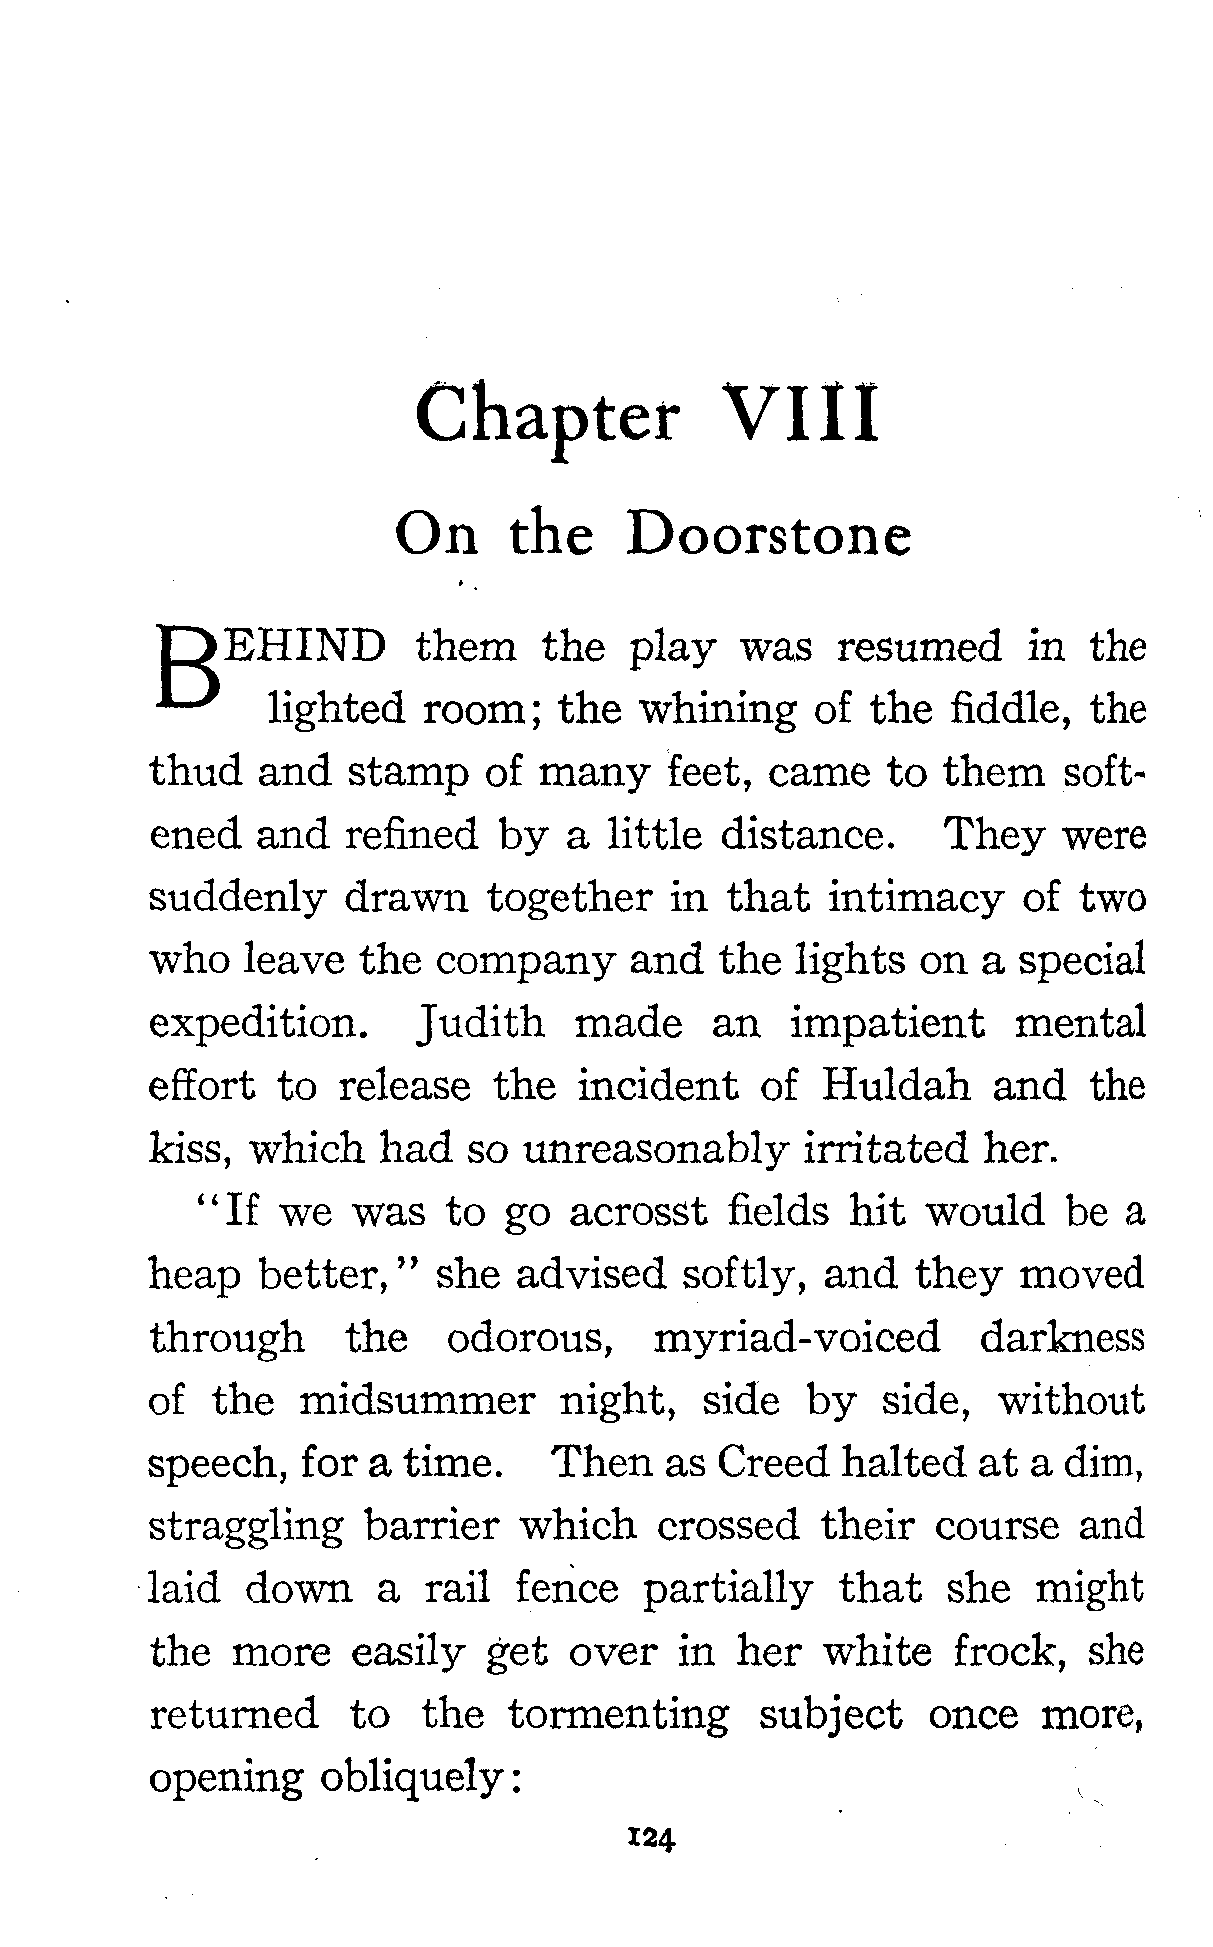 Chapter VIII
On the Doorstone
BEHIND them the play was resumed in the
lighted room; the whining of the fiddle, the
thud and stamp of many feet, came to them soft-
ened and refined by a little distance. They were
suddenly drawn together in that intimacy of two
who leave the company and the lights on a special
expedition. Judith made an impatient mental
effort to release the incident of Huldah and the
kiss, which had so unreasonably irritated her.
"If we was to go acrosst fields hit would be a
heap better," she advised softly, and they moved
through the odorous, myriad-voiced darkness
of the midsummer night, side by side, without
speech, for a time. Then as Creed halted at a dim,
straggling barrier which crossed their course and
laid down a rail fence partially that she might
the more easily get over in her white frock, she
returned to the tormenting subject once more,
opening obliquely:
124